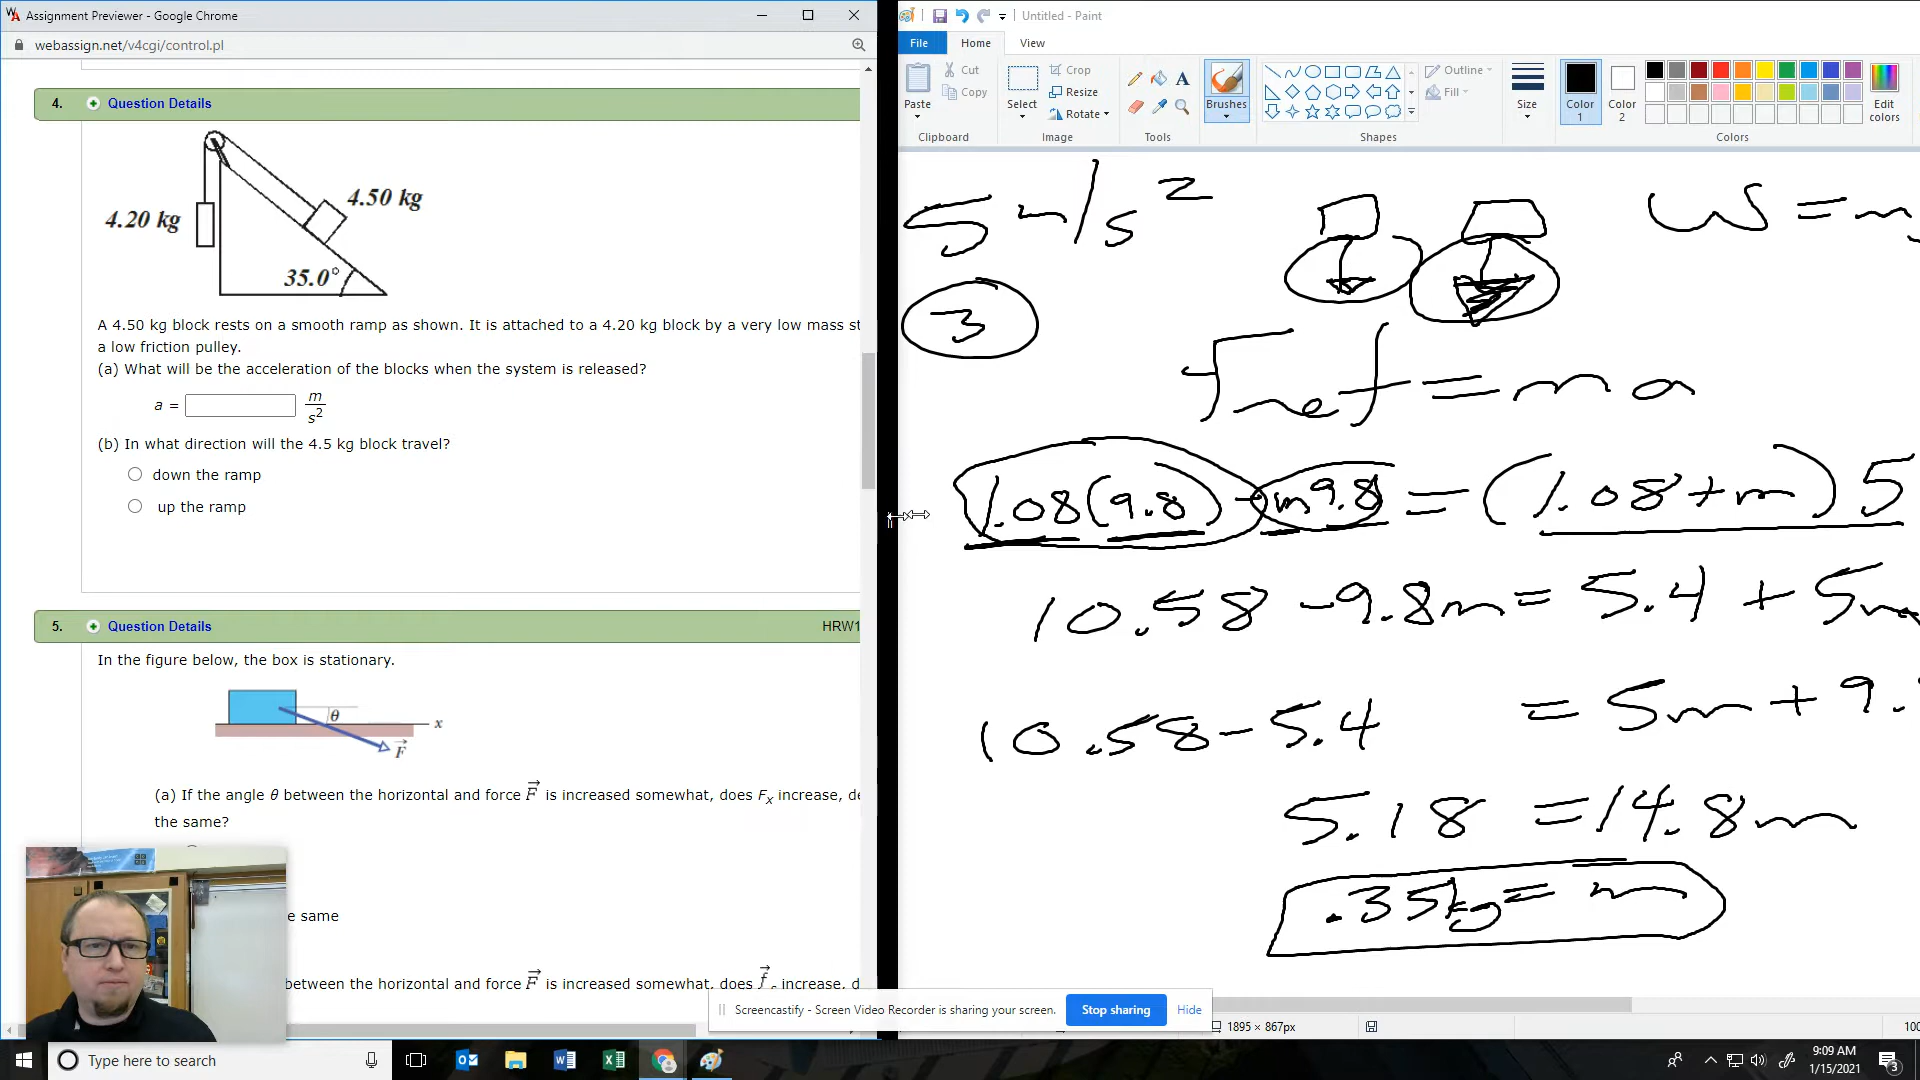 Assignment Previewer - Google Chrome
webassign.net/v4cgi/control.pl
4. Question Details
4.50 kg
4.20 kg
35.0°
A 4.50 kg block rests on a smooth ramp as shown. It is attached to a 4.20 kg block by a very low mass st
a low friction pulley.
(a) What will be the acceleration of the blocks when the system is released?
a = m/s²
(b) In what direction will the 4.5 kg block travel?
down the ramp
up the ramp
5. Question Details HRW1
In the figure below, the box is stationary.
θ
x
F
(a) If the angle θ between the horizontal and force F is increased somewhat, does Fx increase, de
the same?
e same
between the horizontal and force F is increased somewhat, does fs increase, d
Untitled - Paint
File Home View
Paste
Cut
Copy
Clipboard
Select
Crop
Resize
Rotate
Image
A
Tools
Brushes
Outline
Fill
Shapes
Size
Color 1
Color 2
Edit colors
Colors
5 m/s²
W = m
3
Fnet = ma
1.08(9.8) - m9.8 = (1.08+m)5
10.58 - 9.8m = 5.4 + 5m
10.58 - 5.4 = 5m + 9.
5.18 = 14.8m
.35kg = m
Screencastify - Screen Video Recorder is sharing your screen. Stop sharing Hide
1895 × 867px
100
Type here to search
9:09 AM
1/15/2021
3